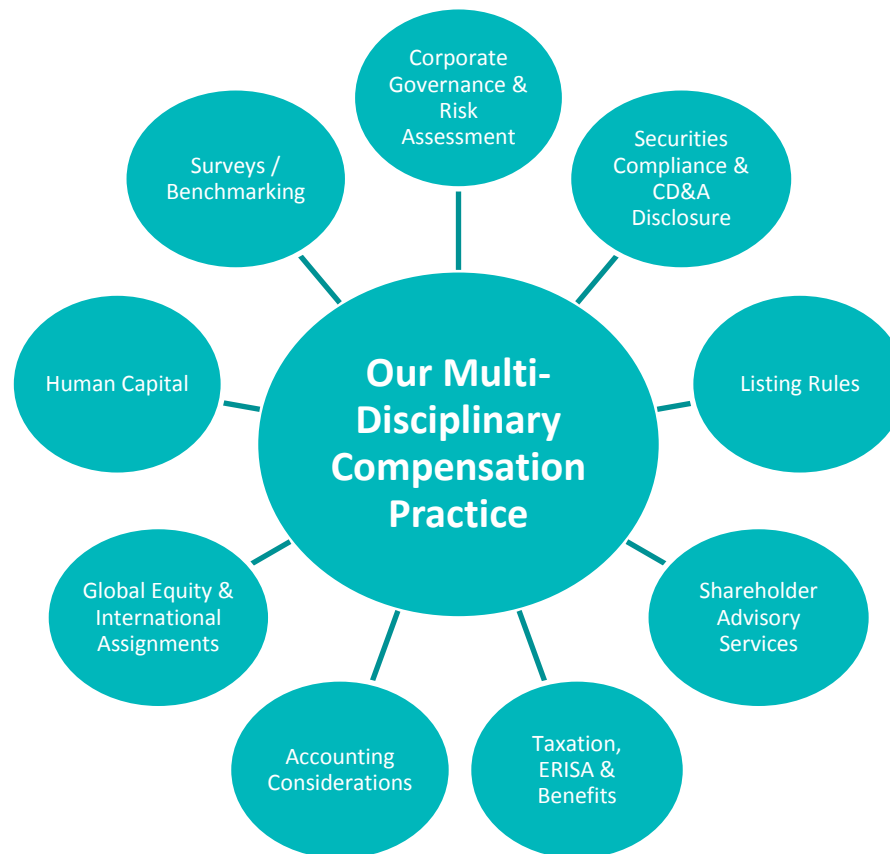 Corporate
Governance &
Risk
Assessment
Securities
Compliance &
CD&A
Disclosure
Listing Rules
Shareholder
Advisory
Services
Taxation,
ERISA &
Benefits
Accounting
Considerations
Global Equity &
International
Assignments
Human Capital
Surveys /
Benchmarking
Our Multi-
Disciplinary
Compensation
Practice